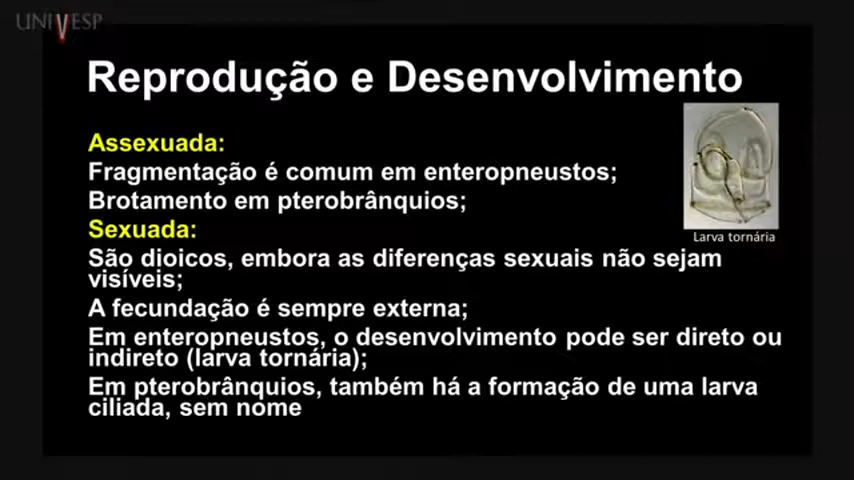 UNIVESP
Reprodução e Desenvolvimento
Assexuada:
Fragmentação é comum em enteropneustos;
Brotamento em pterobrânquios;
Larva tornária
Sexuada:
São dioicos, embora as diferenças sexuais não sejam
visíveis;
A fecundação é sempre externa;
Em enteropneustos, o desenvolvimento pode ser direto ou
indireto (larva tornária);
Em pterobrânquios, também há a formação de uma larva
ciliada, sem nome